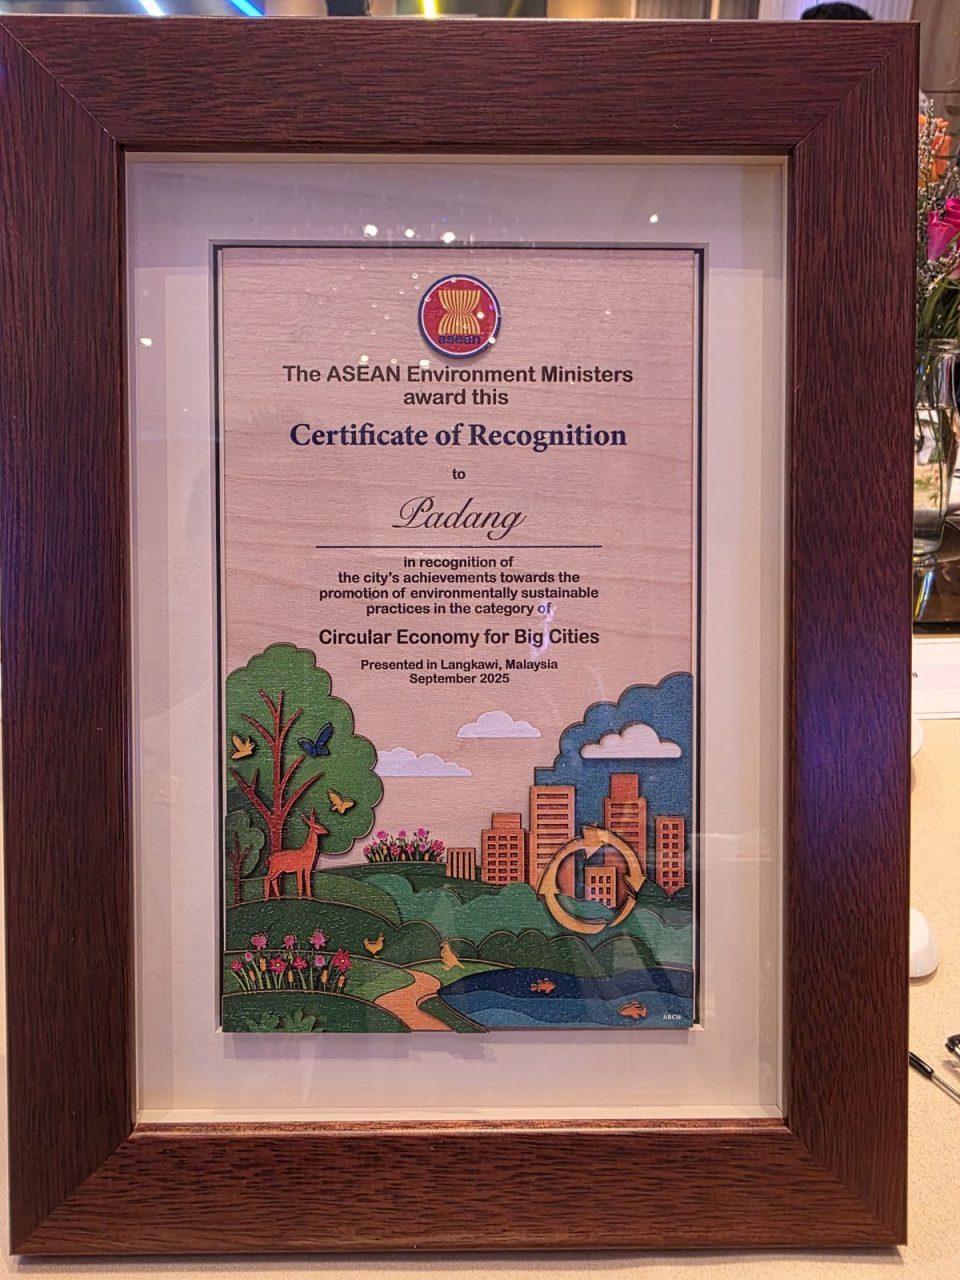 asean
The ASEAN Environment Ministers
award this
Certificate of Recognition
to
Padang
in recognition of
the city's achievements towards the
promotion of environmentally sustainable
practices in the category of
Circular Economy for Big Cities
Presented in Langkawi, Malaysia
September 2025
ARCH